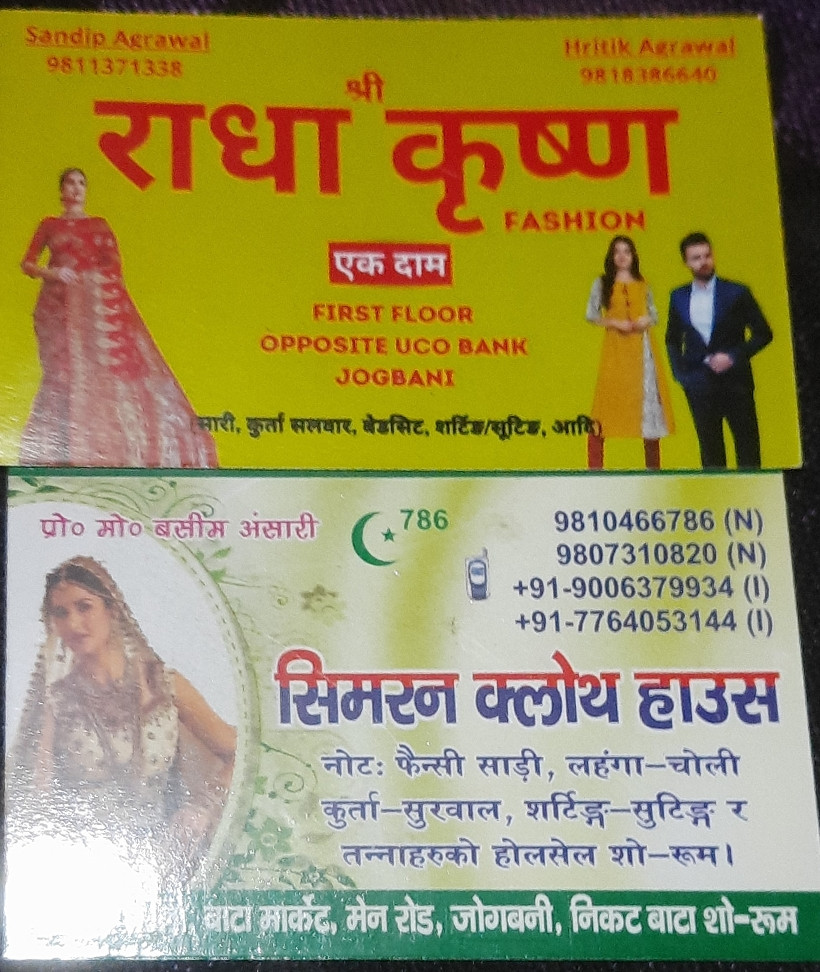 Sandip Agrawal
9811371338
Hritik Agrawal
9818386640
श्री
राधा कृष्ण
FASHION
एक दाम
FIRST FLOOR
OPPOSITE UCO BANK
JOGBANI
(सारी, कुर्ता सलवार, बेडसिट, शर्टिङ/सूटिङ, आदि)
प्रो० मो० बसीम अंसारी
786
9810466786 (N)
9807310820 (N)
+91-9006379934 (I)
+91-7764053144 (I)
सिमरन क्लोथ हाउस
नोटः फैन्सी साड़ी, लहंगा-चोली
कुर्ता-सुरवाल, शर्टिङ्ग-सुटिङ्ग र
तन्नाहरुको होलसेल शो-रूम।
बाटा मार्केट, मेन रोड, जोगबनी, निकट बाटा शो-रूम